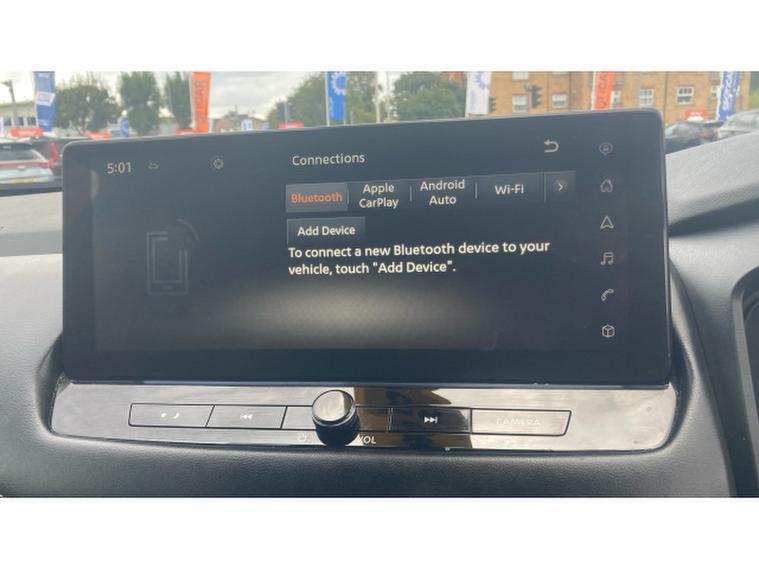 5:01
Connections
Bluetooth
Apple
CarPlay
Android
Auto
Wi-Fi
Add Device
To connect a new Bluetooth device to your
vehicle, touch "Add Device".
VOL
CAMERA